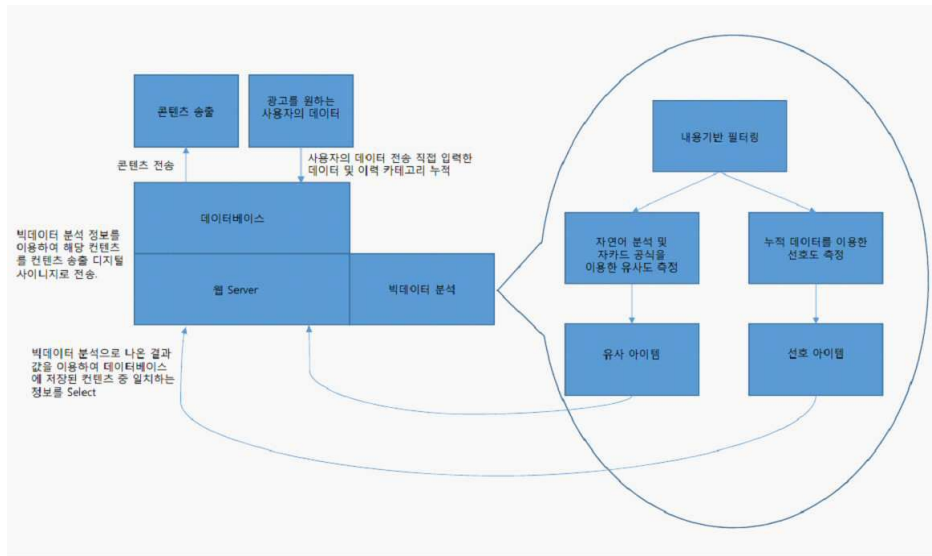 콘텐츠 송출
광고를 원하는
사용자의 데이터
콘텐츠 전송
사용자의 데이터 전송 직접 입력한
데이터 및 이력 카테고리 누적
데이터베이스
빅데이터 분석 정보를
이용하여 해당 컨텐츠
를 컨텐츠 송출 디지털
사이니지로 전송.
웹 Server
빅데이터 분석
빅데이터 분석으로 나온 결과
값을 이용하여 데이터베이스
에 저장된 컨텐츠 중 일치하는
정보를 Select
내용기반 필터링
자연어 분석 및
자카드 공식을
이용한 유사도 측정
누적 데이터를 이용한
선호도 측정
유사 아이템
선호 아이템